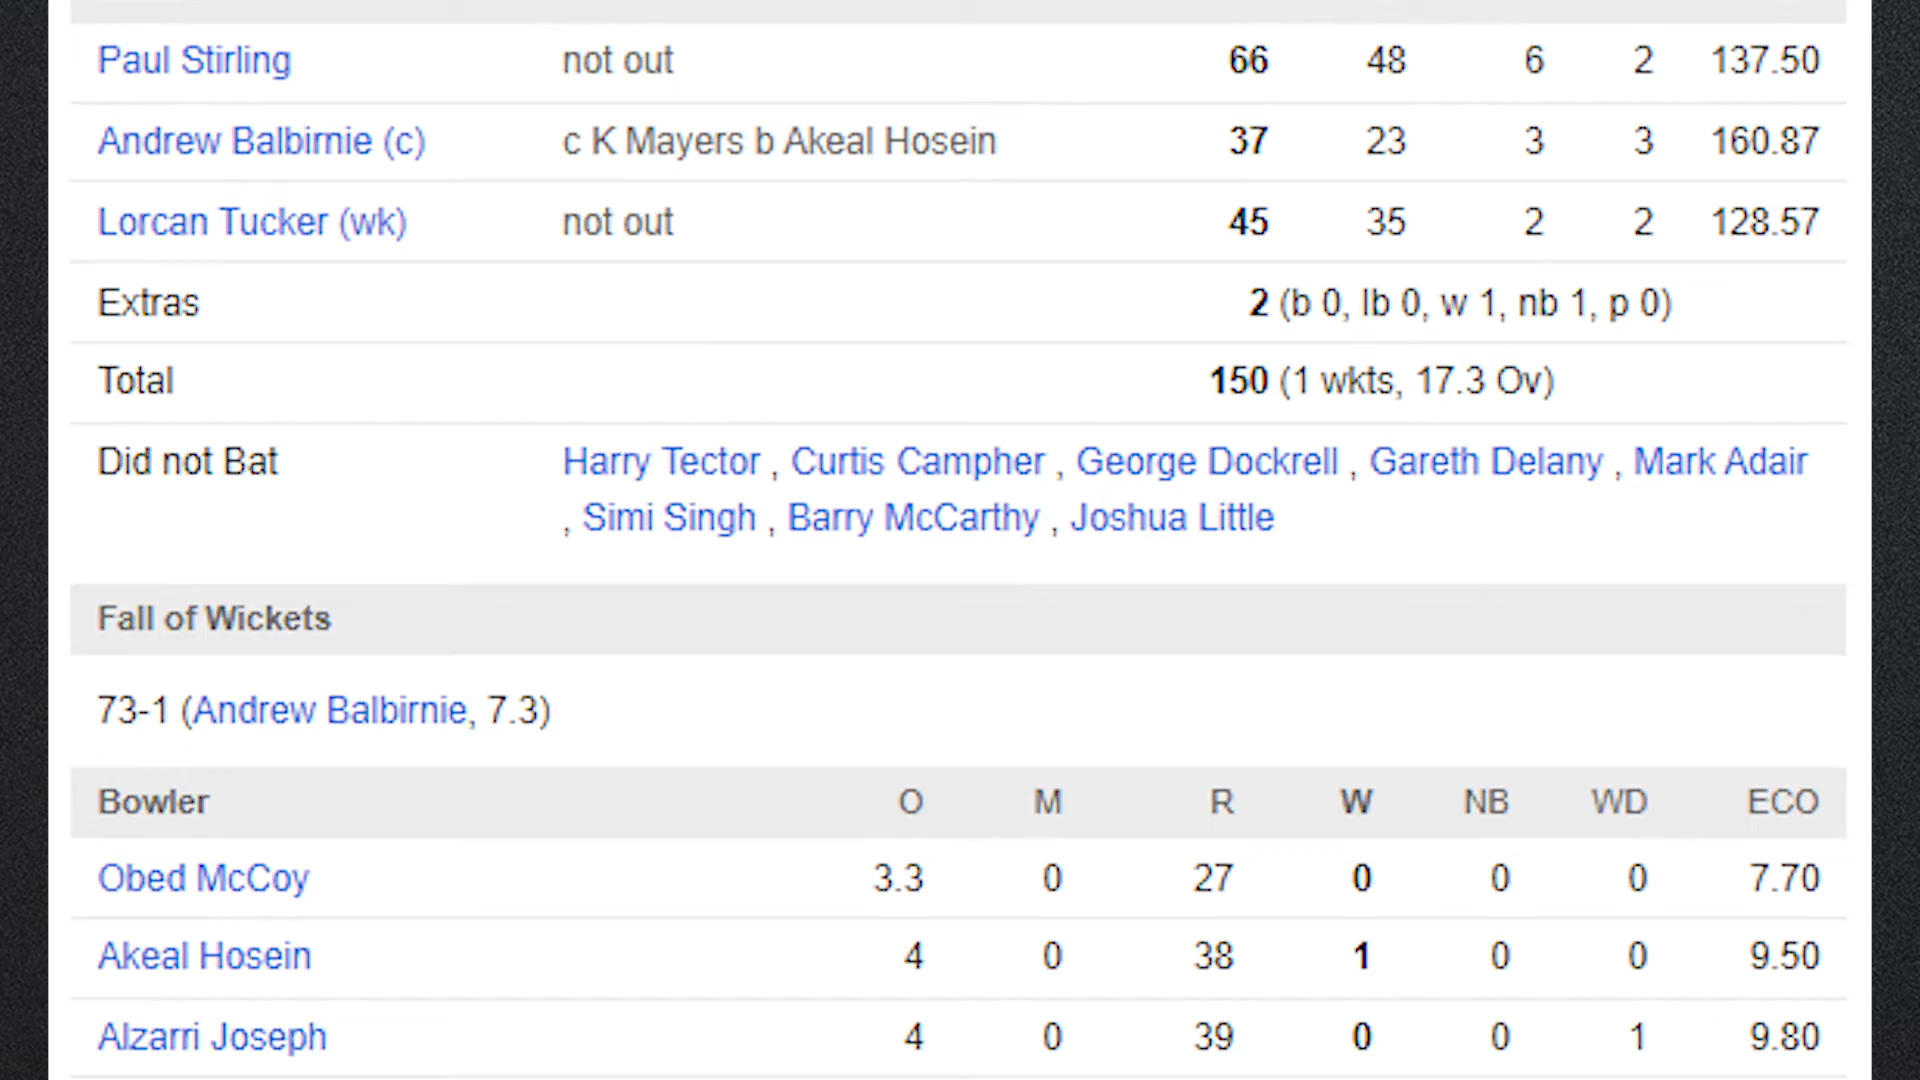 Paul Stirling not out 66 48 6 2 137.50
Andrew Balbirnie (c) c K Mayers b Akeal Hosein 37 23 3 3 160.87
Lorcan Tucker (wk) not out 45 35 2 2 128.57
Extras 2 (b 0, lb 0, w 1, nb 1, p 0)
Total 150 (1 wkts, 17.3 Ov)
Did not Bat Harry Tector , Curtis Campher , George Dockrell , Gareth Delany , Mark Adair
, Simi Singh , Barry McCarthy , Joshua Little
Fall of Wickets
73-1 (Andrew Balbirnie, 7.3)
Bowler O M R W NB WD ECO
Obed McCoy 3.3 0 27 0 0 0 7.70
Akeal Hosein 4 0 38 1 0 0 9.50
Alzarri Joseph 4 0 39 0 0 1 9.80